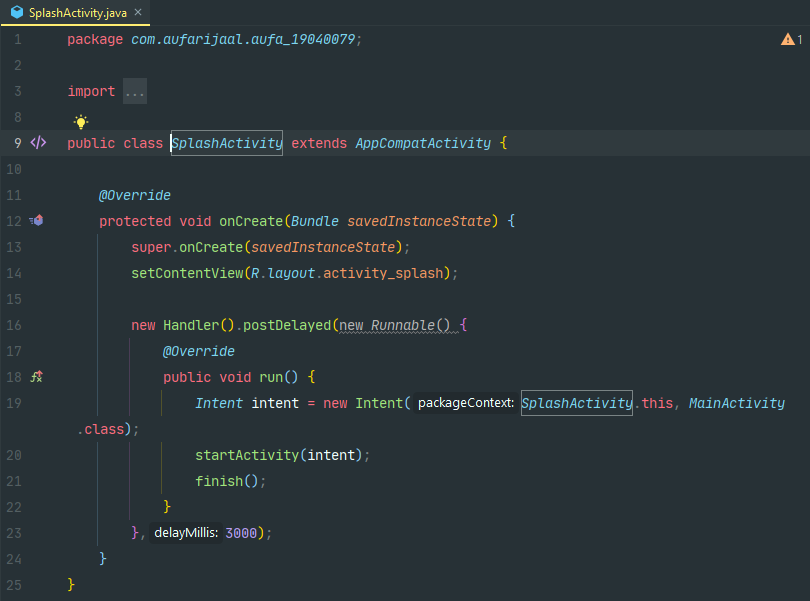 SplashActivity.java ×
1 package com.aufarijaal.aufa_19040079; 1
2
3 import ...
8
9 public class SplashActivity extends AppCompatActivity {
10
11 @Override
12 protected void onCreate(Bundle savedInstanceState) {
13 super.onCreate(savedInstanceState);
14 setContentView(R.layout.activity_splash);
15
16 new Handler().postDelayed(new Runnable() {
17 @Override
18 public void run() {
19 Intent intent = new Intent( packageContext: SplashActivity.this, MainActivity
.class);
20 startActivity(intent);
21 finish();
22 }
23 }, delayMillis: 3000);
24 }
25 }